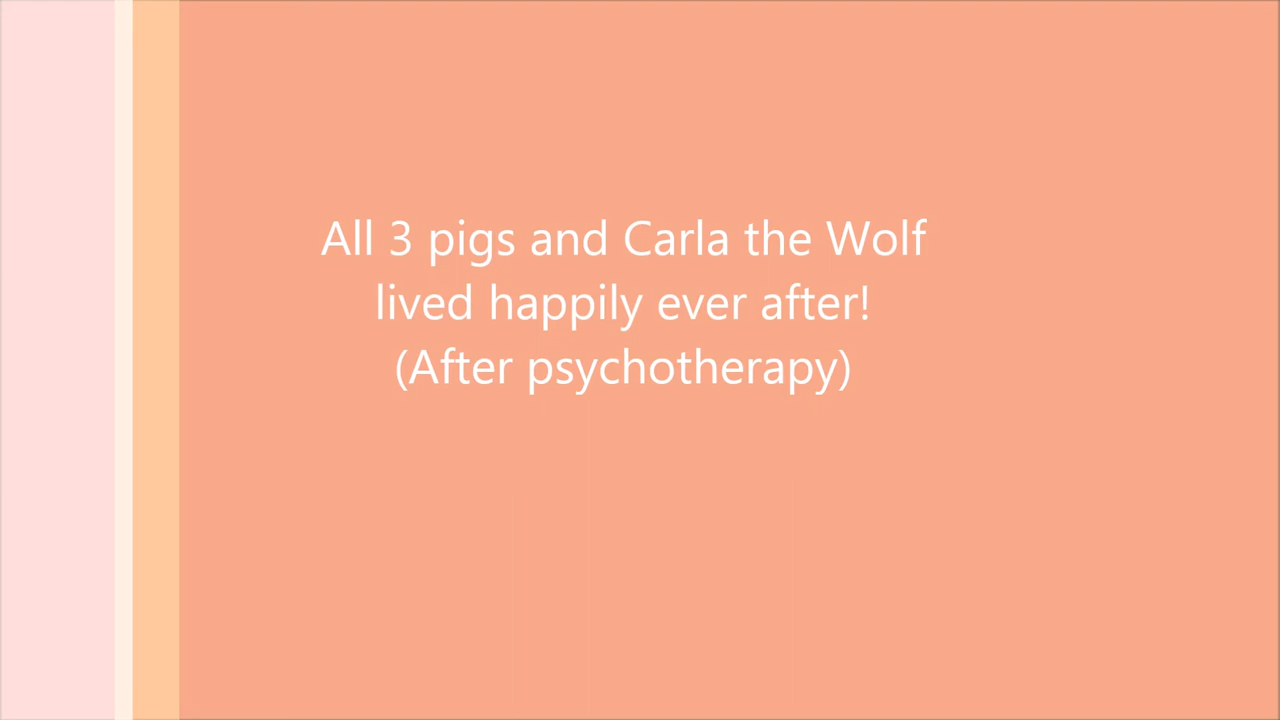 All 3 pigs and Carla the Wolf
lived happily ever after!
(After psychotherapy)